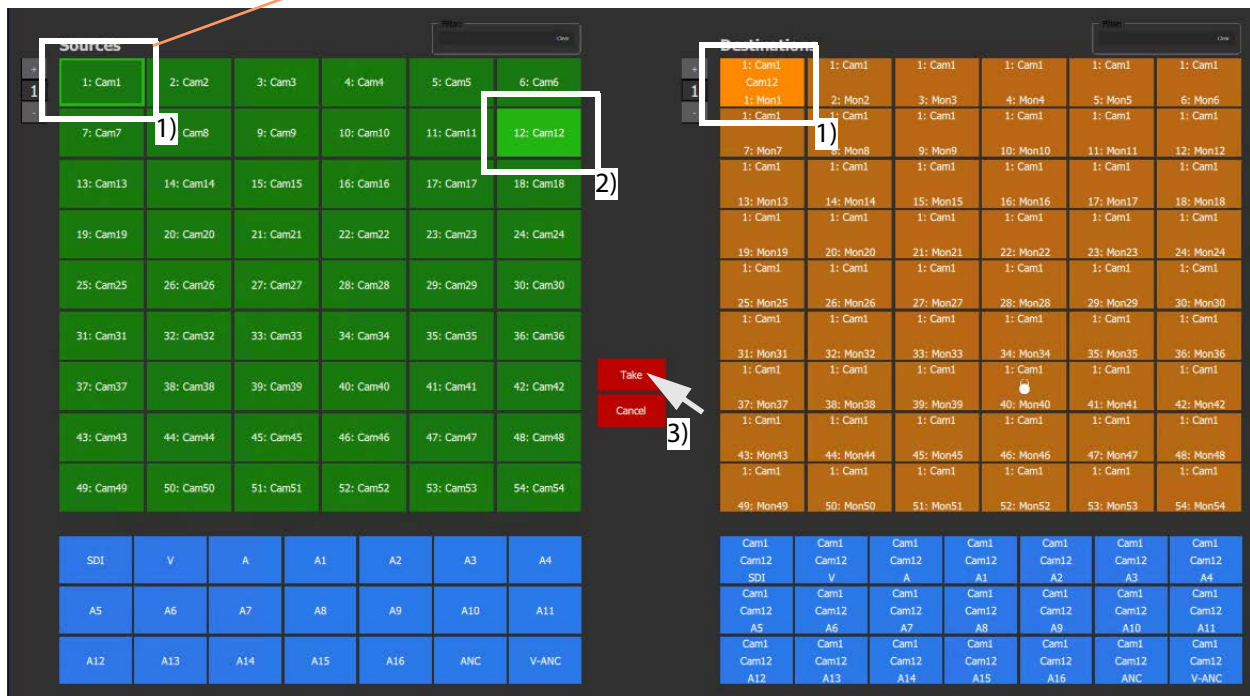 Filter
Clear
Sources
+
1
-
1: Cam1 2: Cam2 3: Cam3 4: Cam4 5: Cam5 6: Cam6
7: Cam7 Cam8 9: Cam9 10: Cam10 11: Cam11 12: Cam12
13: Cam13 14: Cam14 15: Cam15 16: Cam16 17: Cam17 18: Cam18
19: Cam19 20: Cam20 21: Cam21 22: Cam22 23: Cam23 24: Cam24
25: Cam25 26: Cam26 27: Cam27 28: Cam28 29: Cam29 30: Cam30
31: Cam31 32: Cam32 33: Cam33 34: Cam34 35: Cam35 36: Cam36
37: Cam37 38: Cam38 39: Cam39 40: Cam40 41: Cam41 42: Cam42
43: Cam43 44: Cam44 45: Cam45 46: Cam46 47: Cam47 48: Cam48
49: Cam49 50: Cam50 51: Cam51 52: Cam52 53: Cam53 54: Cam54
1)
2)
SDI V A A1 A2 A3 A4
A5 A6 A7 A8 A9 A10 A11
A12 A13 A14 A15 A16 ANC V-ANC
Take
Cancel
3)
Filter
Clear
Destinations
+
1
-
1: Cam1 1: Cam1 1: Cam1 1: Cam1 1: Cam1 1: Cam1
Cam12
1: Mon1 2: Mon2 3: Mon3 4: Mon4 5: Mon5 6: Mon6
1: Cam1 1: Cam1 1: Cam1 1: Cam1 1: Cam1 1: Cam1
1)
7: Mon7 8: Mon8 9: Mon9 10: Mon10 11: Mon11 12: Mon12
1: Cam1 1: Cam1 1: Cam1 1: Cam1 1: Cam1 1: Cam1
13: Mon13 14: Mon14 15: Mon15 16: Mon16 17: Mon17 18: Mon18
1: Cam1 1: Cam1 1: Cam1 1: Cam1 1: Cam1 1: Cam1
19: Mon19 20: Mon20 21: Mon21 22: Mon22 23: Mon23 24: Mon24
1: Cam1 1: Cam1 1: Cam1 1: Cam1 1: Cam1 1: Cam1
25: Mon25 26: Mon26 27: Mon27 28: Mon28 29: Mon29 30: Mon30
1: Cam1 1: Cam1 1: Cam1 1: Cam1 1: Cam1 1: Cam1
31: Mon31 32: Mon32 33: Mon33 34: Mon34 35: Mon35 36: Mon36
1: Cam1 1: Cam1 1: Cam1 1: Cam1 1: Cam1 1: Cam1
37: Mon37 38: Mon38 39: Mon39 40: Mon40 41: Mon41 42: Mon42
1: Cam1 1: Cam1 1: Cam1 1: Cam1 1: Cam1 1: Cam1
43: Mon43 44: Mon44 45: Mon45 46: Mon46 47: Mon47 48: Mon48
1: Cam1 1: Cam1 1: Cam1 1: Cam1 1: Cam1 1: Cam1
49: Mon49 50: Mon50 51: Mon51 52: Mon52 53: Mon53 54: Mon54
Cam1 Cam1 Cam1 Cam1 Cam1 Cam1 Cam1
Cam12 Cam12 Cam12 Cam12 Cam12 Cam12 Cam12
SDI V A A1 A2 A3 A4
Cam1 Cam1 Cam1 Cam1 Cam1 Cam1 Cam1
Cam12 Cam12 Cam12 Cam12 Cam12 Cam12 Cam12
A5 A6 A7 A8 A9 A10 A11
Cam1 Cam1 Cam1 Cam1 Cam1 Cam1 Cam1
Cam12 Cam12 Cam12 Cam12 Cam12 Cam12 Cam12
A12 A13 A14 A15 A16 ANC V-ANC